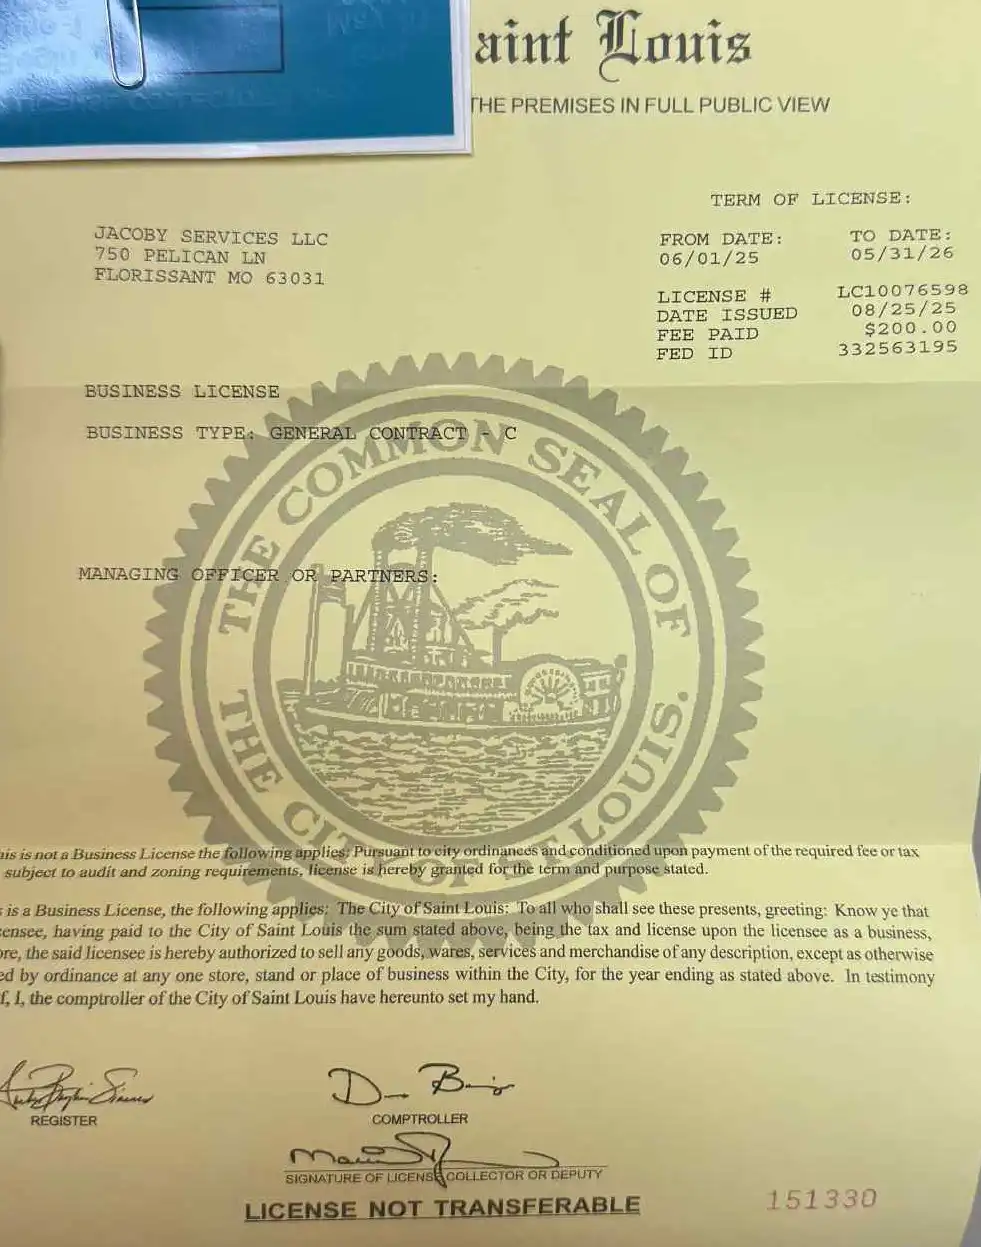 aint Louis
THE PREMISES IN FULL PUBLIC VIEW
TERM OF LICENSE:
JACOBY SERVICES LLC
750 PELICAN LN
FLORISSANT MO 63031
FROM DATE: TO DATE:
06/01/25 05/31/26
LICENSE # LC10076598
DATE ISSUED 08/25/25
FEE PAID $200.00
FED ID 332563195
BUSINESS LICENSE
BUSINESS TYPE: GENERAL CONTRACT - C
MANAGING OFFICER OR PARTNERS:
THE COMMON SEAL OF
THE CITY OF ST. LOUIS.
is is not a Business License the following applies: Pursuant to city ordinances and conditioned upon payment of the required fee or tax
subject to audit and zoning requirements, license is hereby granted for the term and purpose stated.
is a Business License, the following applies: The City of Saint Louis: To all who shall see these presents, greeting: Know ye that
ensee, having paid to the City of Saint Louis the sum stated above, being the tax and license upon the licensee as a business,
ore, the said licensee is hereby authorized to sell any goods, wares, services and merchandise of any description, except as otherwise
ed by ordinance at any one store, stand or place of business within the City, for the year ending as stated above. In testimony
f, I, the comptroller of the City of Saint Louis have hereunto set my hand.
REGISTER
COMPTROLLER
SIGNATURE OF LICENSE COLLECTOR OR DEPUTY
LICENSE NOT TRANSFERABLE
151330